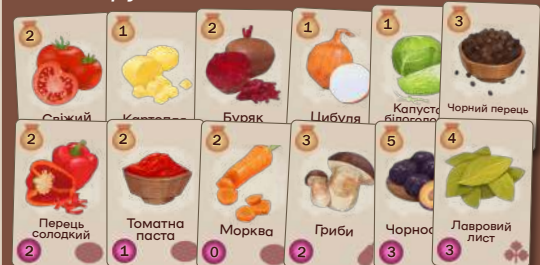 2
1
2
1
1
3
Свіжий
Буряк
Цибуля
Капуста
Чорний перець
2
2
2
3
5
4
Перець
солодкий
Томатна
паста
Морква
Гриби
Лавровий
лист
2
1
0
2
3
3